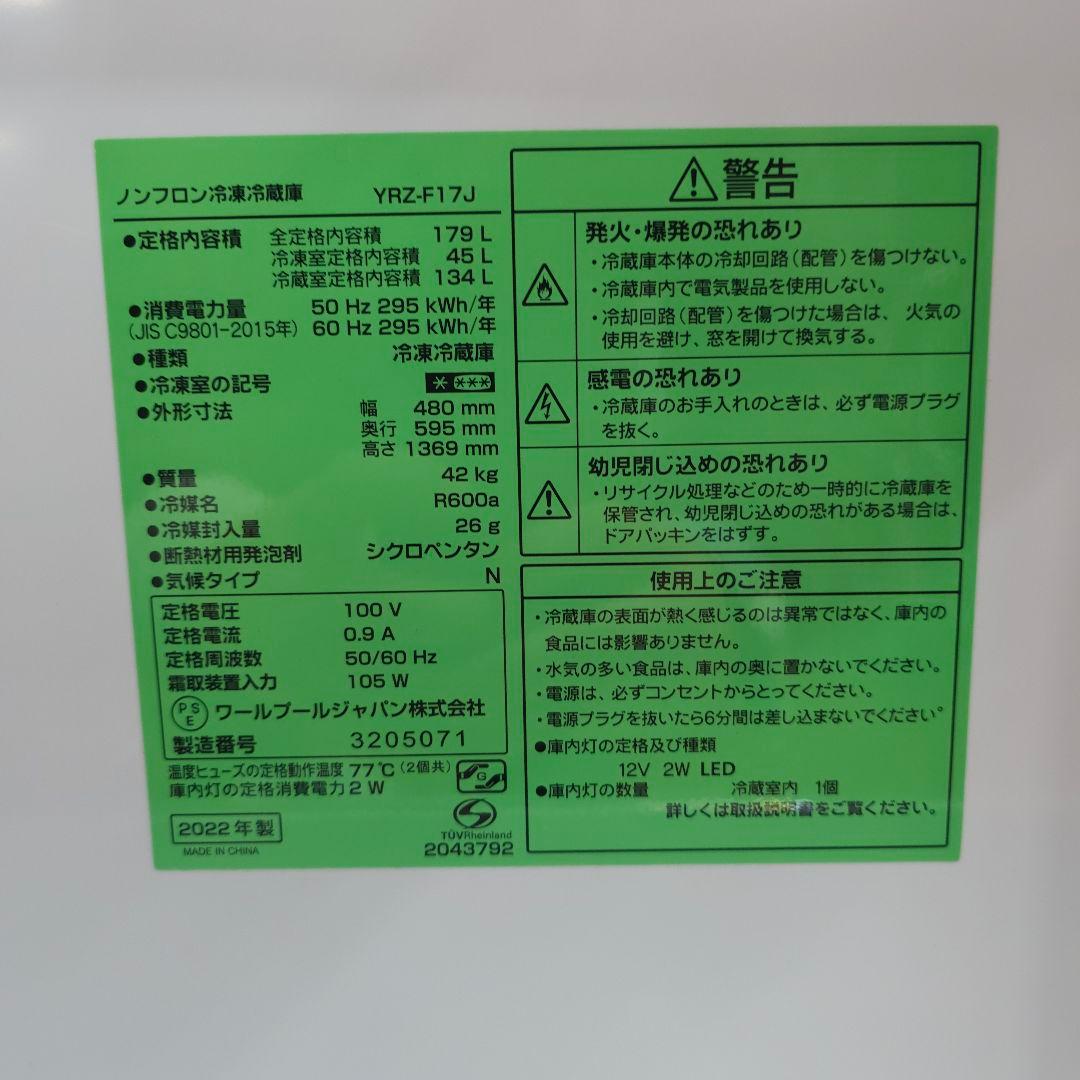 ノンフロン冷凍冷蔵庫 YRZ-F17J
●定格内容積 全定格内容積 179 L
冷凍室定格内容積 45 L
冷蔵室定格内容積 134 L
●消費電力量 50 Hz 295 kWh/年
(JIS C9801-2015年) 60 Hz 295 kWh/年
●種類 冷凍冷蔵庫
●冷凍室の記号
●外形寸法 幅 480 mm
奥行 595 mm
高さ 1369 mm
●質量 42 kg
●冷媒名 R600a
●冷媒封入量 26 g
●断熱材用発泡剤 シクロペンタン
●気候タイプ N
定格電圧 100 V
定格電流 0.9 A
定格周波数 50/60 Hz
霜取装置入力 105 W
PSE ワールプールジャパン株式会社
製造番号 3205071
温度ヒューズの定格動作温度 77℃ (2個共)
庫内灯の定格消費電力 2 W
G
2022年製
MADE IN CHINA
TÜVRheinland
2043792
⚠警告
発火・爆発の恐れあり
・冷蔵庫本体の冷却回路(配管)を傷つけない。
・冷蔵庫内で電気製品を使用しない。
・冷却回路(配管)を傷つけた場合は、 火気の
使用を避け、窓を開けて換気する。
感電の恐れあり
・冷蔵庫のお手入れのときは、必ず電源プラグ
を抜く。
幼児閉じ込めの恐れあり
・リサイクル処理などのため一時的に冷蔵庫を
保管され、幼児閉じ込めの恐れがある場合は、
ドアパッキンをはずす。
使用上のご注意
・冷蔵庫の表面が熱く感じるのは異常ではなく、庫内の
食品には影響ありません。
・水気の多い食品は、庫内の奥に置かないでください。
・電源は、必ずコンセントからとってください。
・電源プラグを抜いたら6分間は差し込まないでください。
●庫内灯の定格及び種類
12V 2W LED
●庫内灯の数量 冷蔵室内 1個
詳しくは取扱説明書をご覧ください。